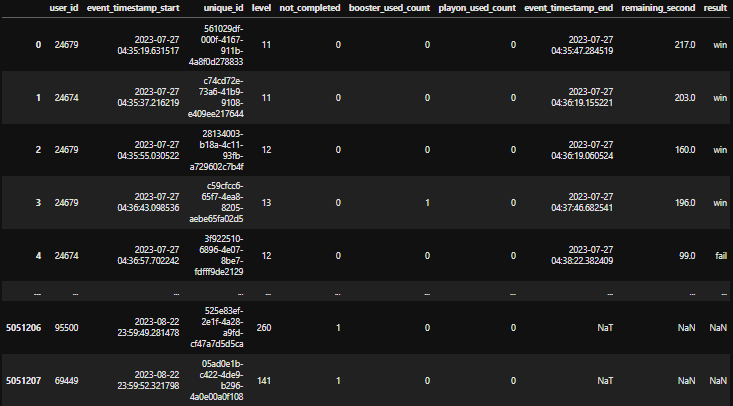 user_id event_timestamp_start unique_id level not_completed booster_used_count playon_used_count event_timestamp_end remaining_second result
0 24679 2023-07-27 04:35:19.631517 561029df-000f-4167-911b-4a8f0d278833 11 0 0 0 2023-07-27 04:35:47.284519 217.0 win
1 24674 2023-07-27 04:35:37.216219 c74cd72e-73a6-41b9-9108-e409ee217644 11 0 0 0 2023-07-27 04:36:19.155221 203.0 win
2 24679 2023-07-27 04:35:55.030522 28134003-b18a-4c11-93fb-a729602c7b4f 12 0 0 0 2023-07-27 04:36:19.060524 160.0 win
3 24679 2023-07-27 04:36:43.098536 c59cfcc6-65f7-4ea8-8205-aebe65fa02d5 13 0 1 0 2023-07-27 04:37:46.682541 196.0 win
4 24674 2023-07-27 04:36:57.702242 3f922510-6896-4e07-8be7-fdfff9de2129 12 0 0 0 2023-07-27 04:38:22.382409 99.0 fail
... ... ... ... ... ... ... ... ... ... ...
5051206 95500 2023-08-22 23:59:49.281478 525e83ef-2e1f-4a28-a9fd-cf47a7d5d5ca 260 1 0 0 NaT NaN NaN
5051207 69449 2023-08-22 23:59:52.321798 05ad0e1b-c422-4de9-b296-4a0e00a0f108 141 1 0 0 NaT NaN NaN